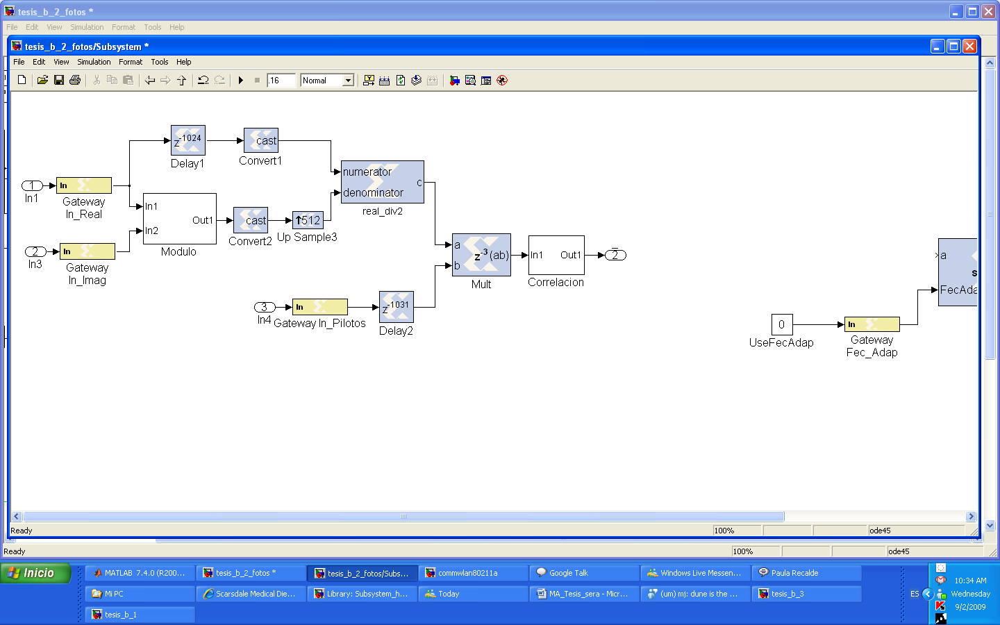 tesis_b_2_fotos *
File Edit View Simulation Format Tools Help
tesis_b_2_fotos/Subsystem *
File Edit View Simulation Format Tools Help
.16 Normal
z-1024
Delay1
cast
Convert1
1
In1
In
Gateway
In_Real
In1
In2
Out1
Modulo
2
In3
In
Gateway
In_Imag
cast
Convert2
↑512
Up Sample3
numerator
denominator
c
real_div2
3
In4
In
Gateway In_Pilotos
z-1031
Delay2
a
b
z-3(ab)
Mult
In1 Out1
Correlacion
2
0
UseFecAdap
In
Gateway
Fec_Adap
a
FecAda
s
Ready 100% ode45
Ready 100% ode45
Inicio
MATLAB 7.4.0 (R200...
tesis_b_2_fotos *
tesis_b_2_fotos/Subs...
commwlan80211a
Google Talk
Windows Live Messen...
Paula Recalde
Mi PC
Scarsdale Medical Die...
Library: Subsystem_h...
Today
MA_Tesis_sera - Micr...
(um) mj: dune is the ...
tesis_b_3
tesis_b_1
ES
10:34 AM
Wednesday
9/2/2009